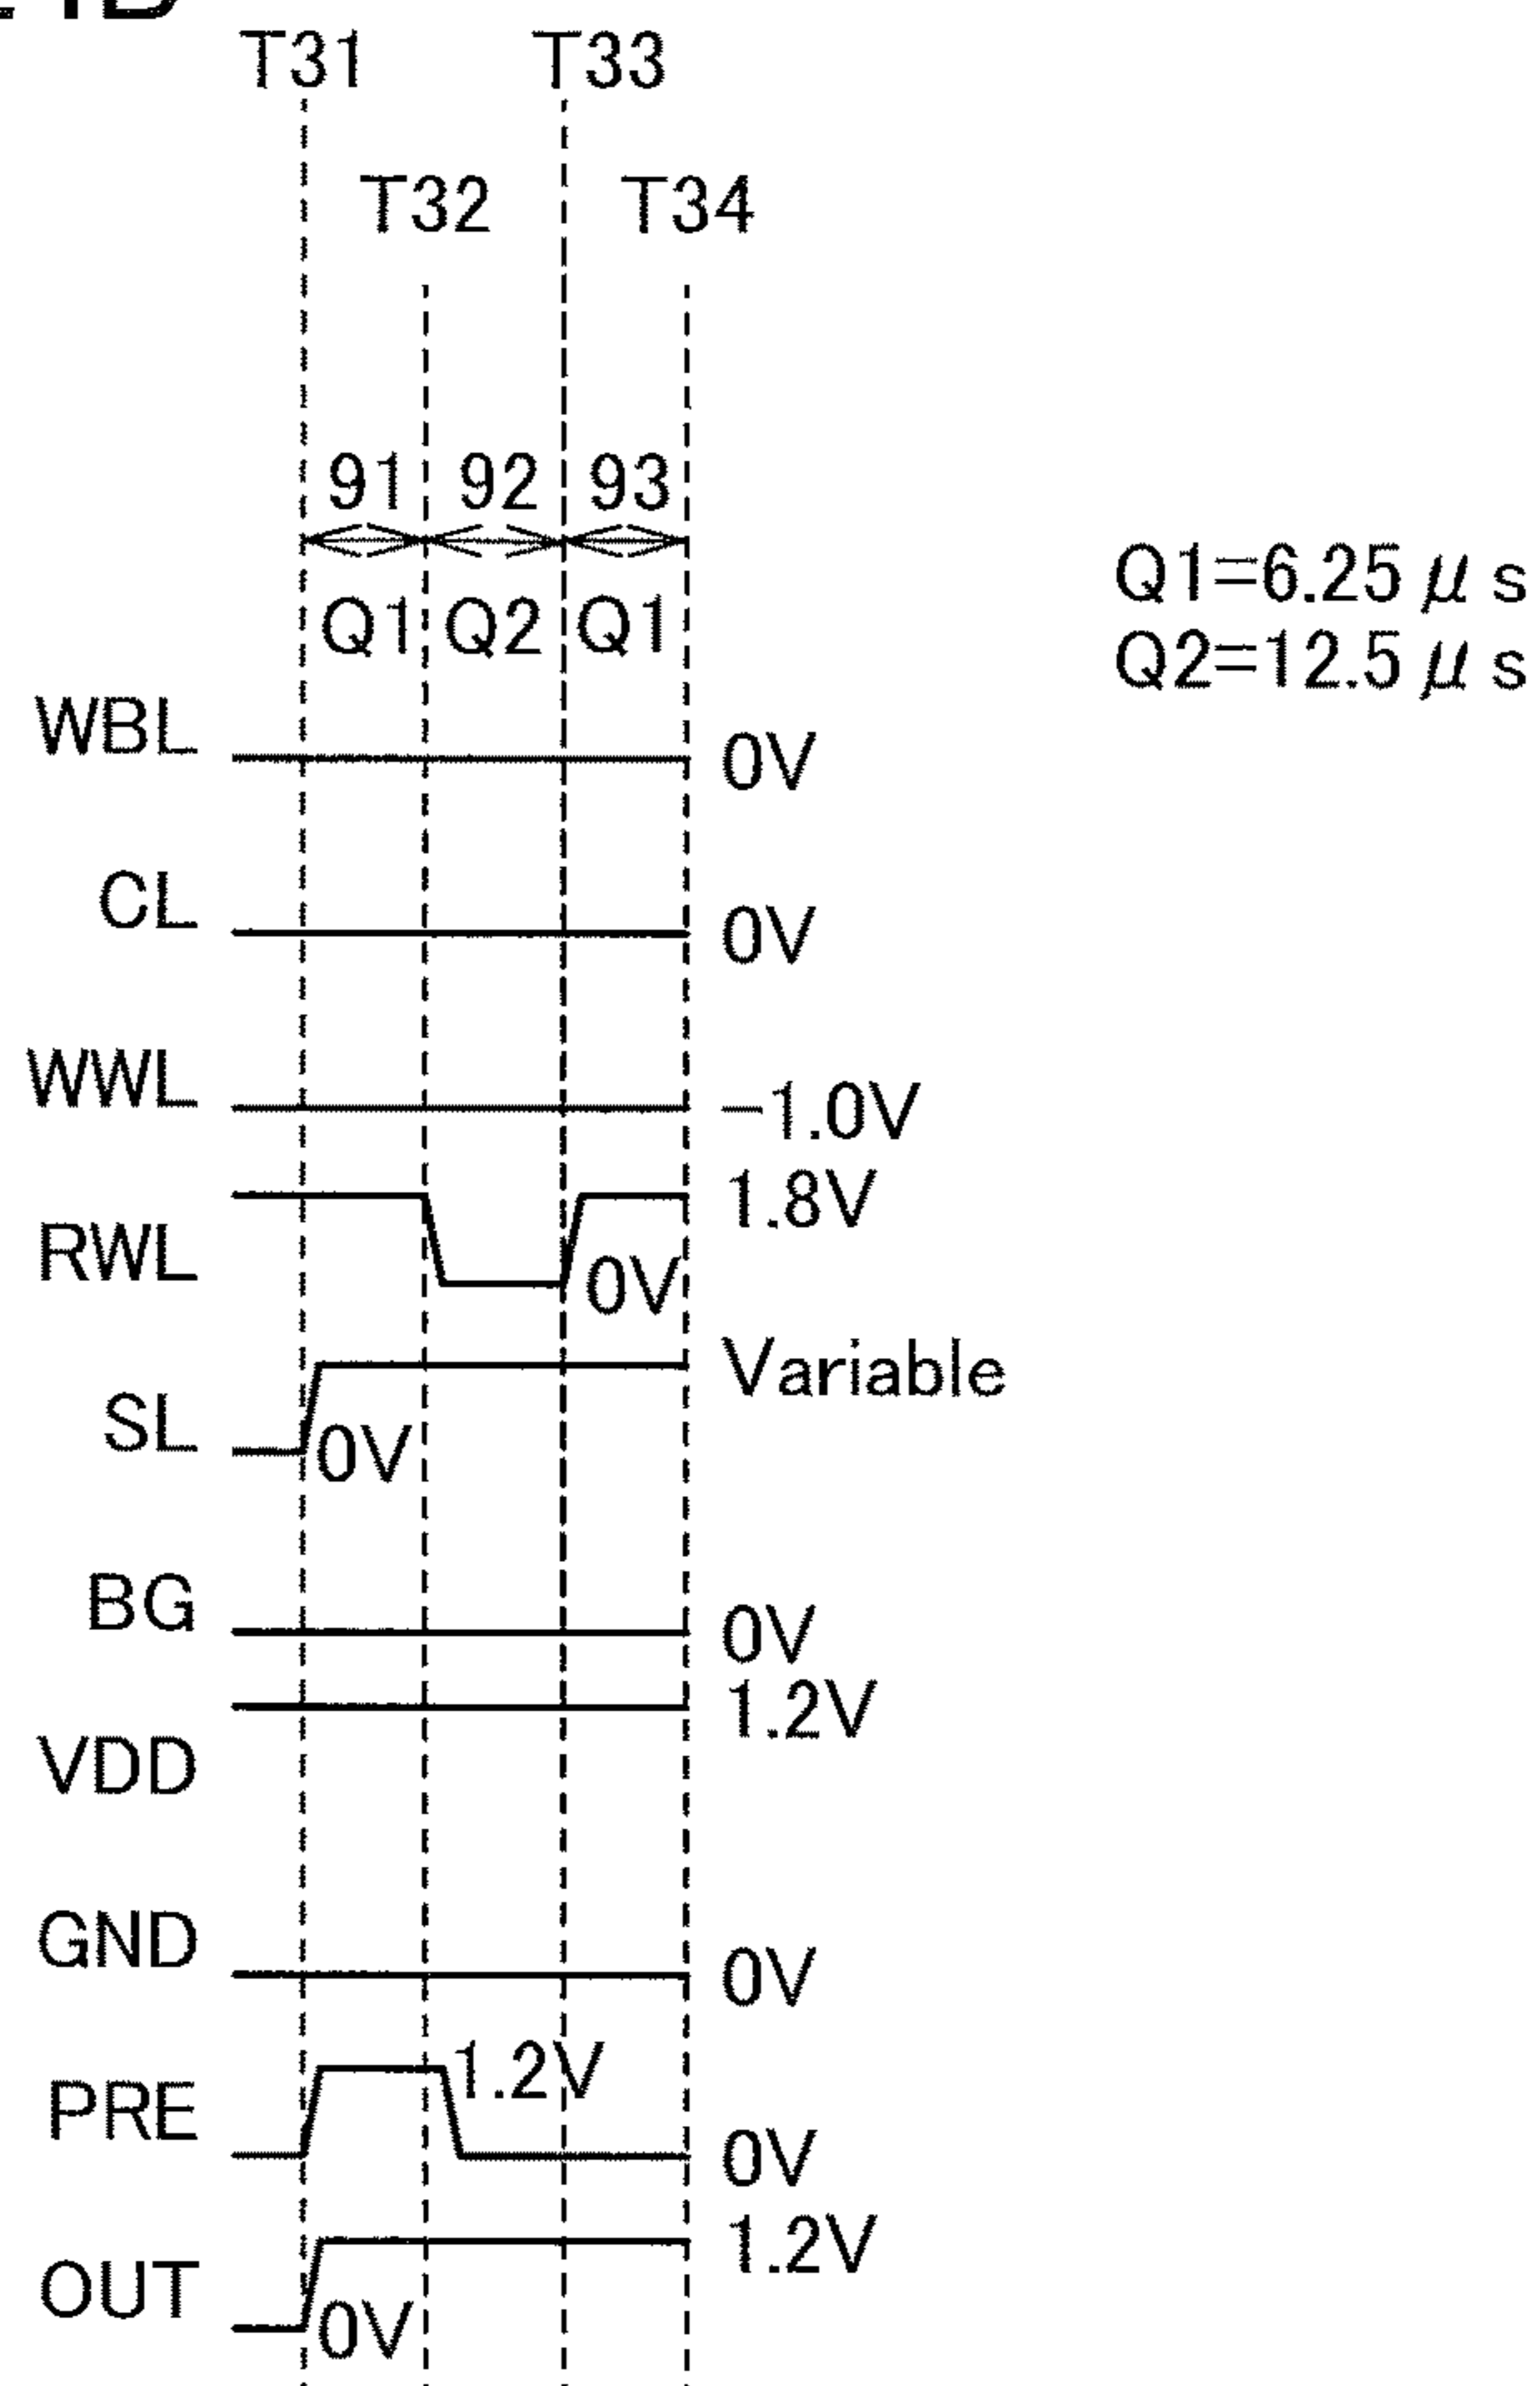 T31 T33
T32 T34
91 92 93
Q1 Q2 Q1
Q1=6.25μs
Q2=12.5μs
WBL 0V
CL 0V
WWL -1.0V
1.8V
RWL 0V
Variable
SL 0V
BG 0V
1.2V
VDD
GND 0V
1.2V
PRE 0V
1.2V
OUT 0V